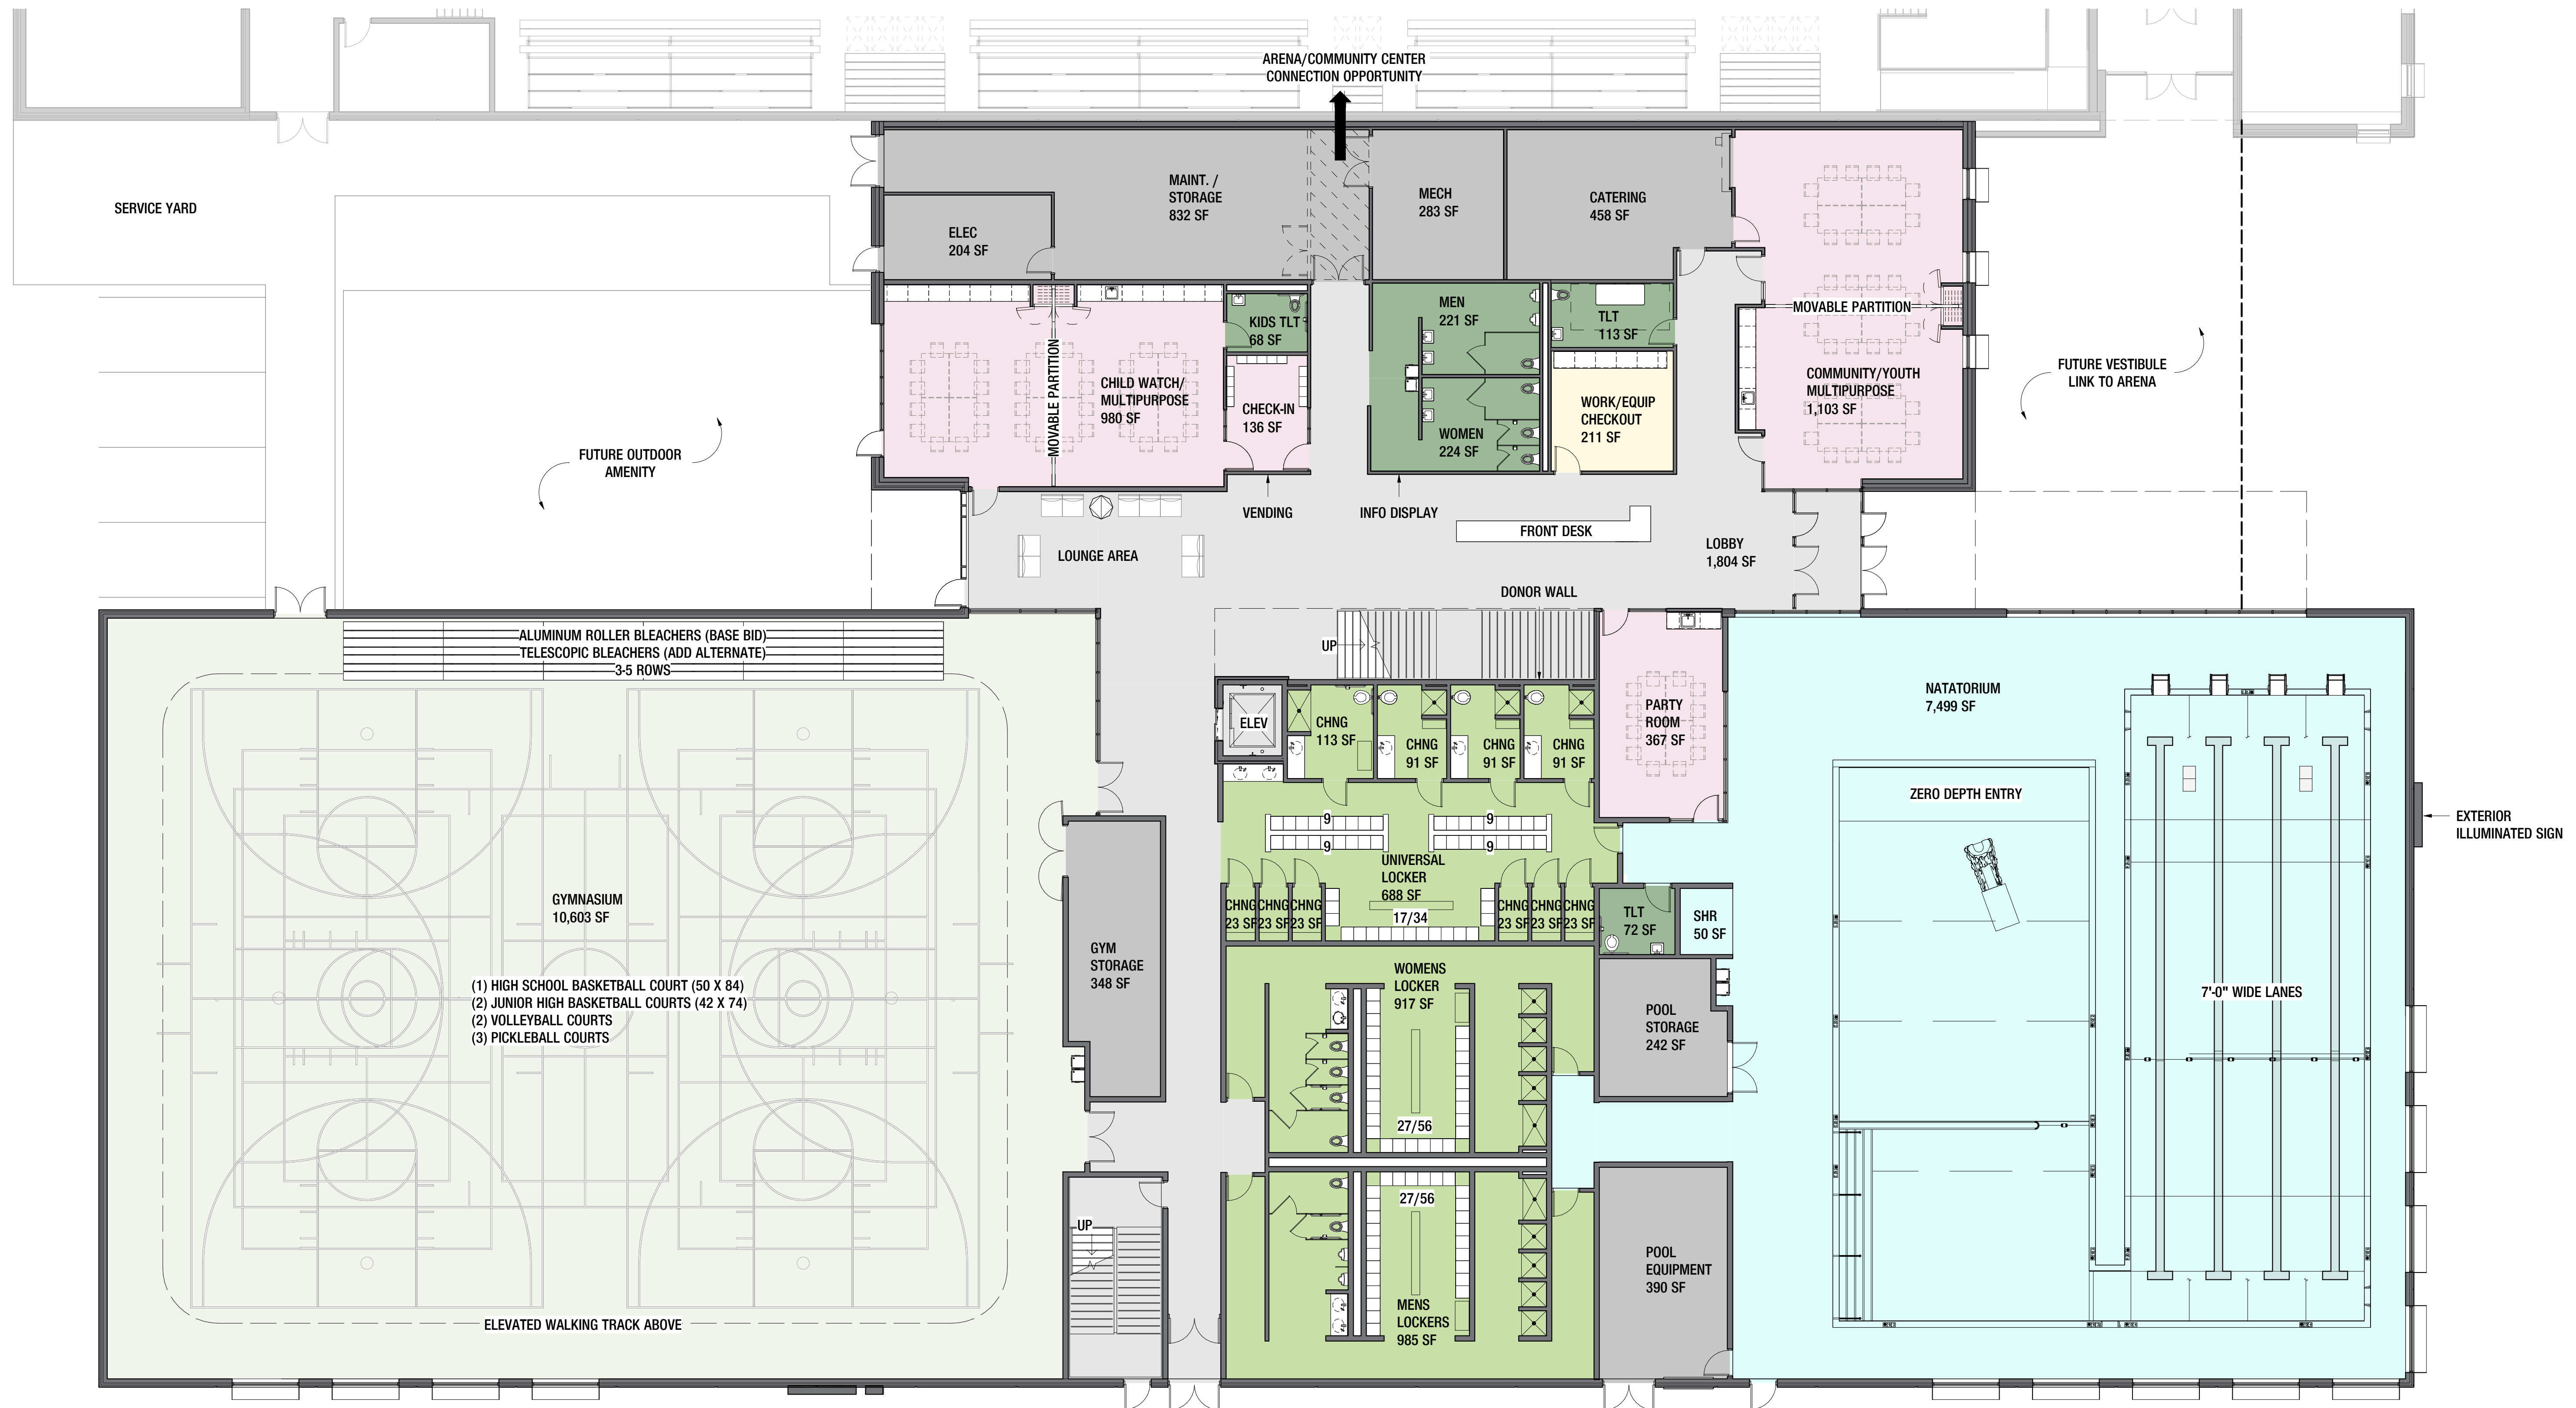 ARENA/COMMUNITY CENTER
CONNECTION OPPORTUNITY
SERVICE YARD
MAINT. /
STORAGE
832 SF
MECH
283 SF
CATERING
458 SF
ELEC
204 SF
MOVABLE PARTITION
CHILD WATCH/
MULTIPURPOSE
980 SF
KIDS TLT
68 SF
CHECK-IN
136 SF
MEN
221 SF
WOMEN
224 SF
TLT
113 SF
WORK/EQUIP
CHECKOUT
211 SF
MOVABLE PARTITION
COMMUNITY/YOUTH
MULTIPURPOSE
1,103 SF
FUTURE VESTIBULE
LINK TO ARENA
FUTURE OUTDOOR
AMENITY
VENDING
INFO DISPLAY
FRONT DESK
LOUNGE AREA
LOBBY
1,804 SF
DONOR WALL
ALUMINUM ROLLER BLEACHERS (BASE BID)
TELESCOPIC BLEACHERS (ADD ALTERNATE)
3-5 ROWS
UP
ELEV
CHNG
113 SF
CHNG
91 SF
CHNG
91 SF
CHNG
91 SF
PARTY
ROOM
367 SF
NATATORIUM
7,499 SF
ZERO DEPTH ENTRY
EXTERIOR
ILLUMINATED SIGN
9
9
9
9
UNIVERSAL
LOCKER
688 SF
17/34
CHNG
23 SF
CHNG
23 SF
CHNG
23 SF
CHNG
23 SF
CHNG
23 SF
CHNG
23 SF
TLT
72 SF
SHR
50 SF
GYMNASIUM
10,603 SF
(1) HIGH SCHOOL BASKETBALL COURT (50 X 84)
(2) JUNIOR HIGH BASKETBALL COURTS (42 X 74)
(2) VOLLEYBALL COURTS
(3) PICKLEBALL COURTS
GYM
STORAGE
348 SF
WOMENS
LOCKER
917 SF
27/56
POOL
STORAGE
242 SF
7'-0" WIDE LANES
27/56
MENS
LOCKERS
985 SF
UP
POOL
EQUIPMENT
390 SF
ELEVATED WALKING TRACK ABOVE